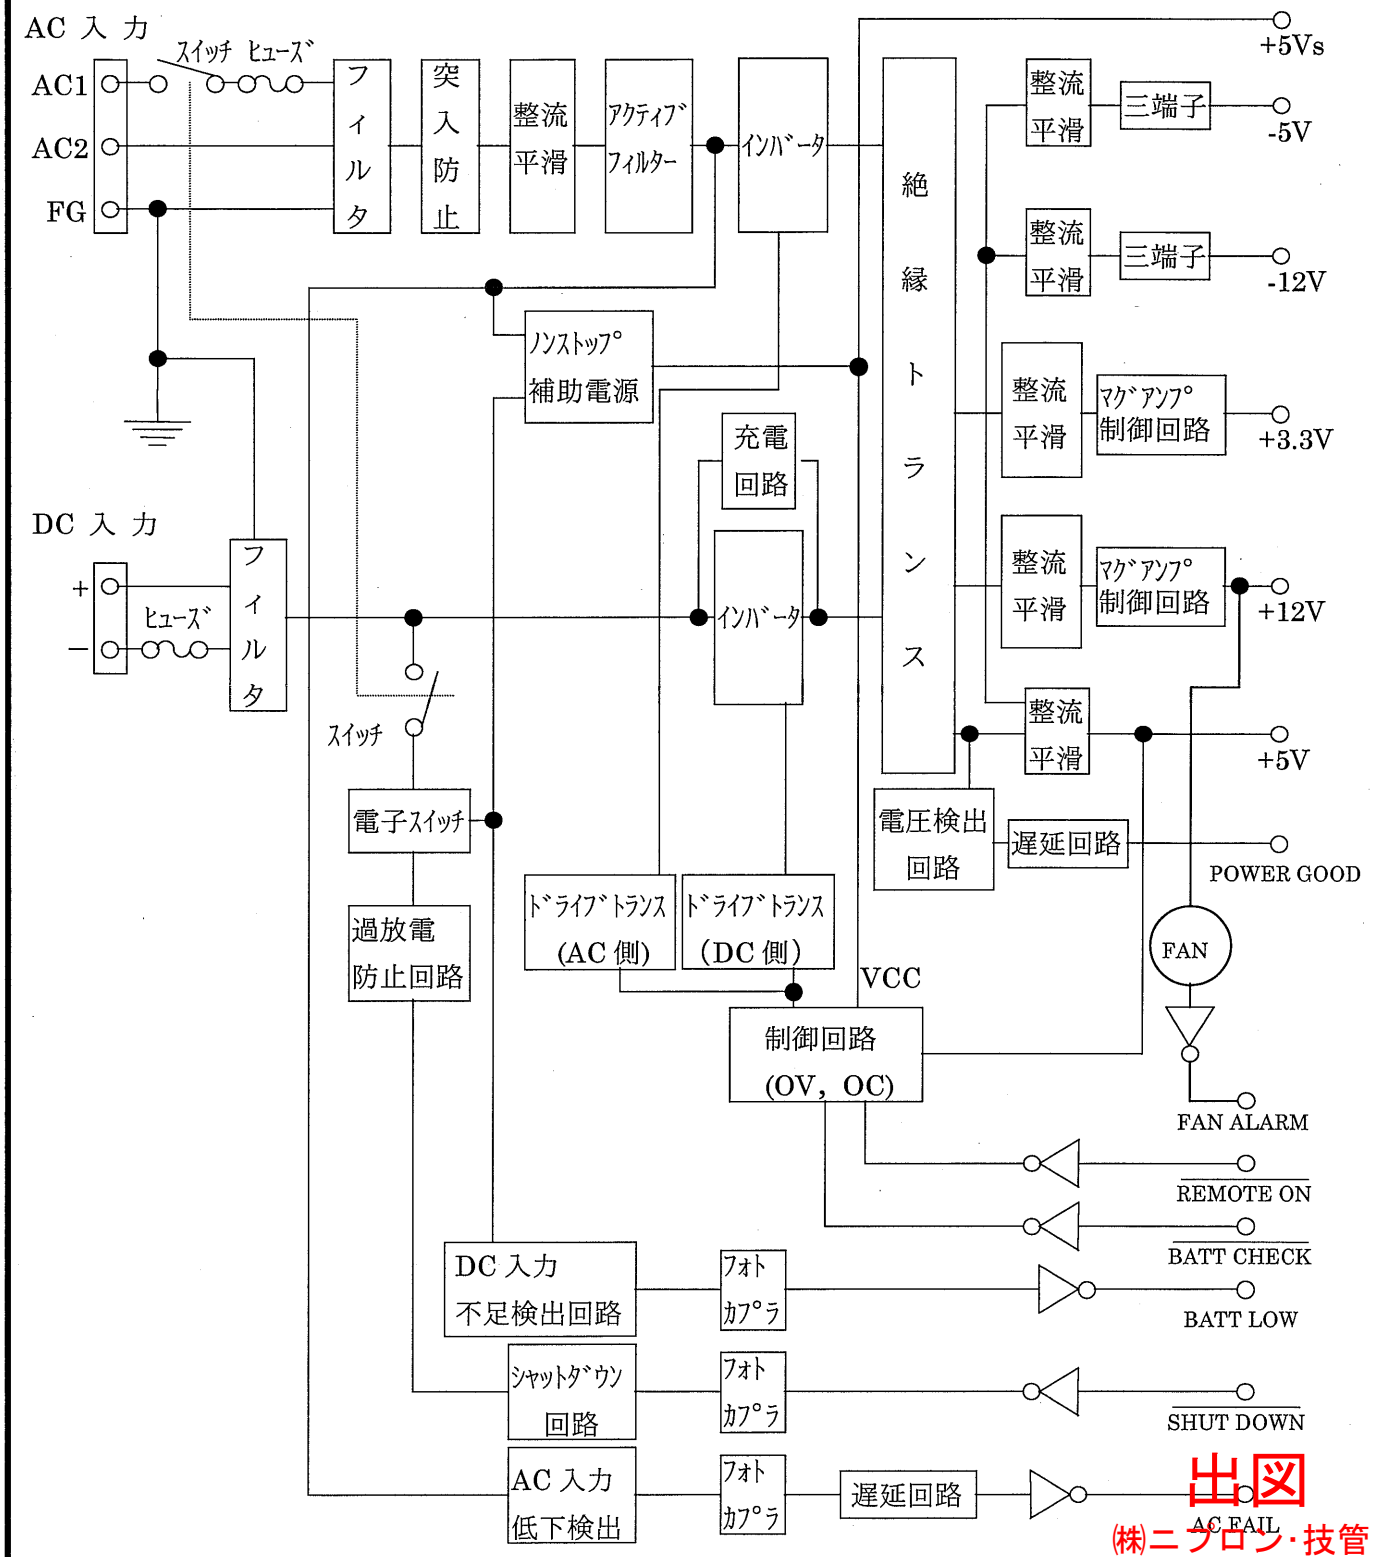 AC 入 力
スイッチ ヒューズ
+5Vs
AC1
AC2
FG
フィルタ
突入防止
整流
平滑
アクティブ
フィルター
インバータ
絶縁トランス
整流
平滑
三端子
-5V
整流
平滑
三端子
-12V
ノンストップ
補助電源
整流
平滑
マグアンプ
制御回路
+3.3V
充電
回路
DC 入 力
+
ヒューズ
−
フィルタ
インバータ
整流
平滑
マグアンプ
制御回路
+12V
スイッチ
整流
平滑
+5V
電子スイッチ
電圧検出
回路
遅延回路
POWER GOOD
過放電
防止回路
ドライブトランス
(AC 側)
ドライブトランス
(DC 側)
FAN
VCC
制御回路
(OV, OC)
FAN ALARM
REMOTE ON
BATT CHECK
DC 入力
不足検出回路
フォト
カプラ
BATT LOW
シャットダウン
回路
フォト
カプラ
SHUT DOWN
AC 入力
低下検出
フォト
カプラ
遅延回路
出図
AC FAIL
(株)ニプロン・技管